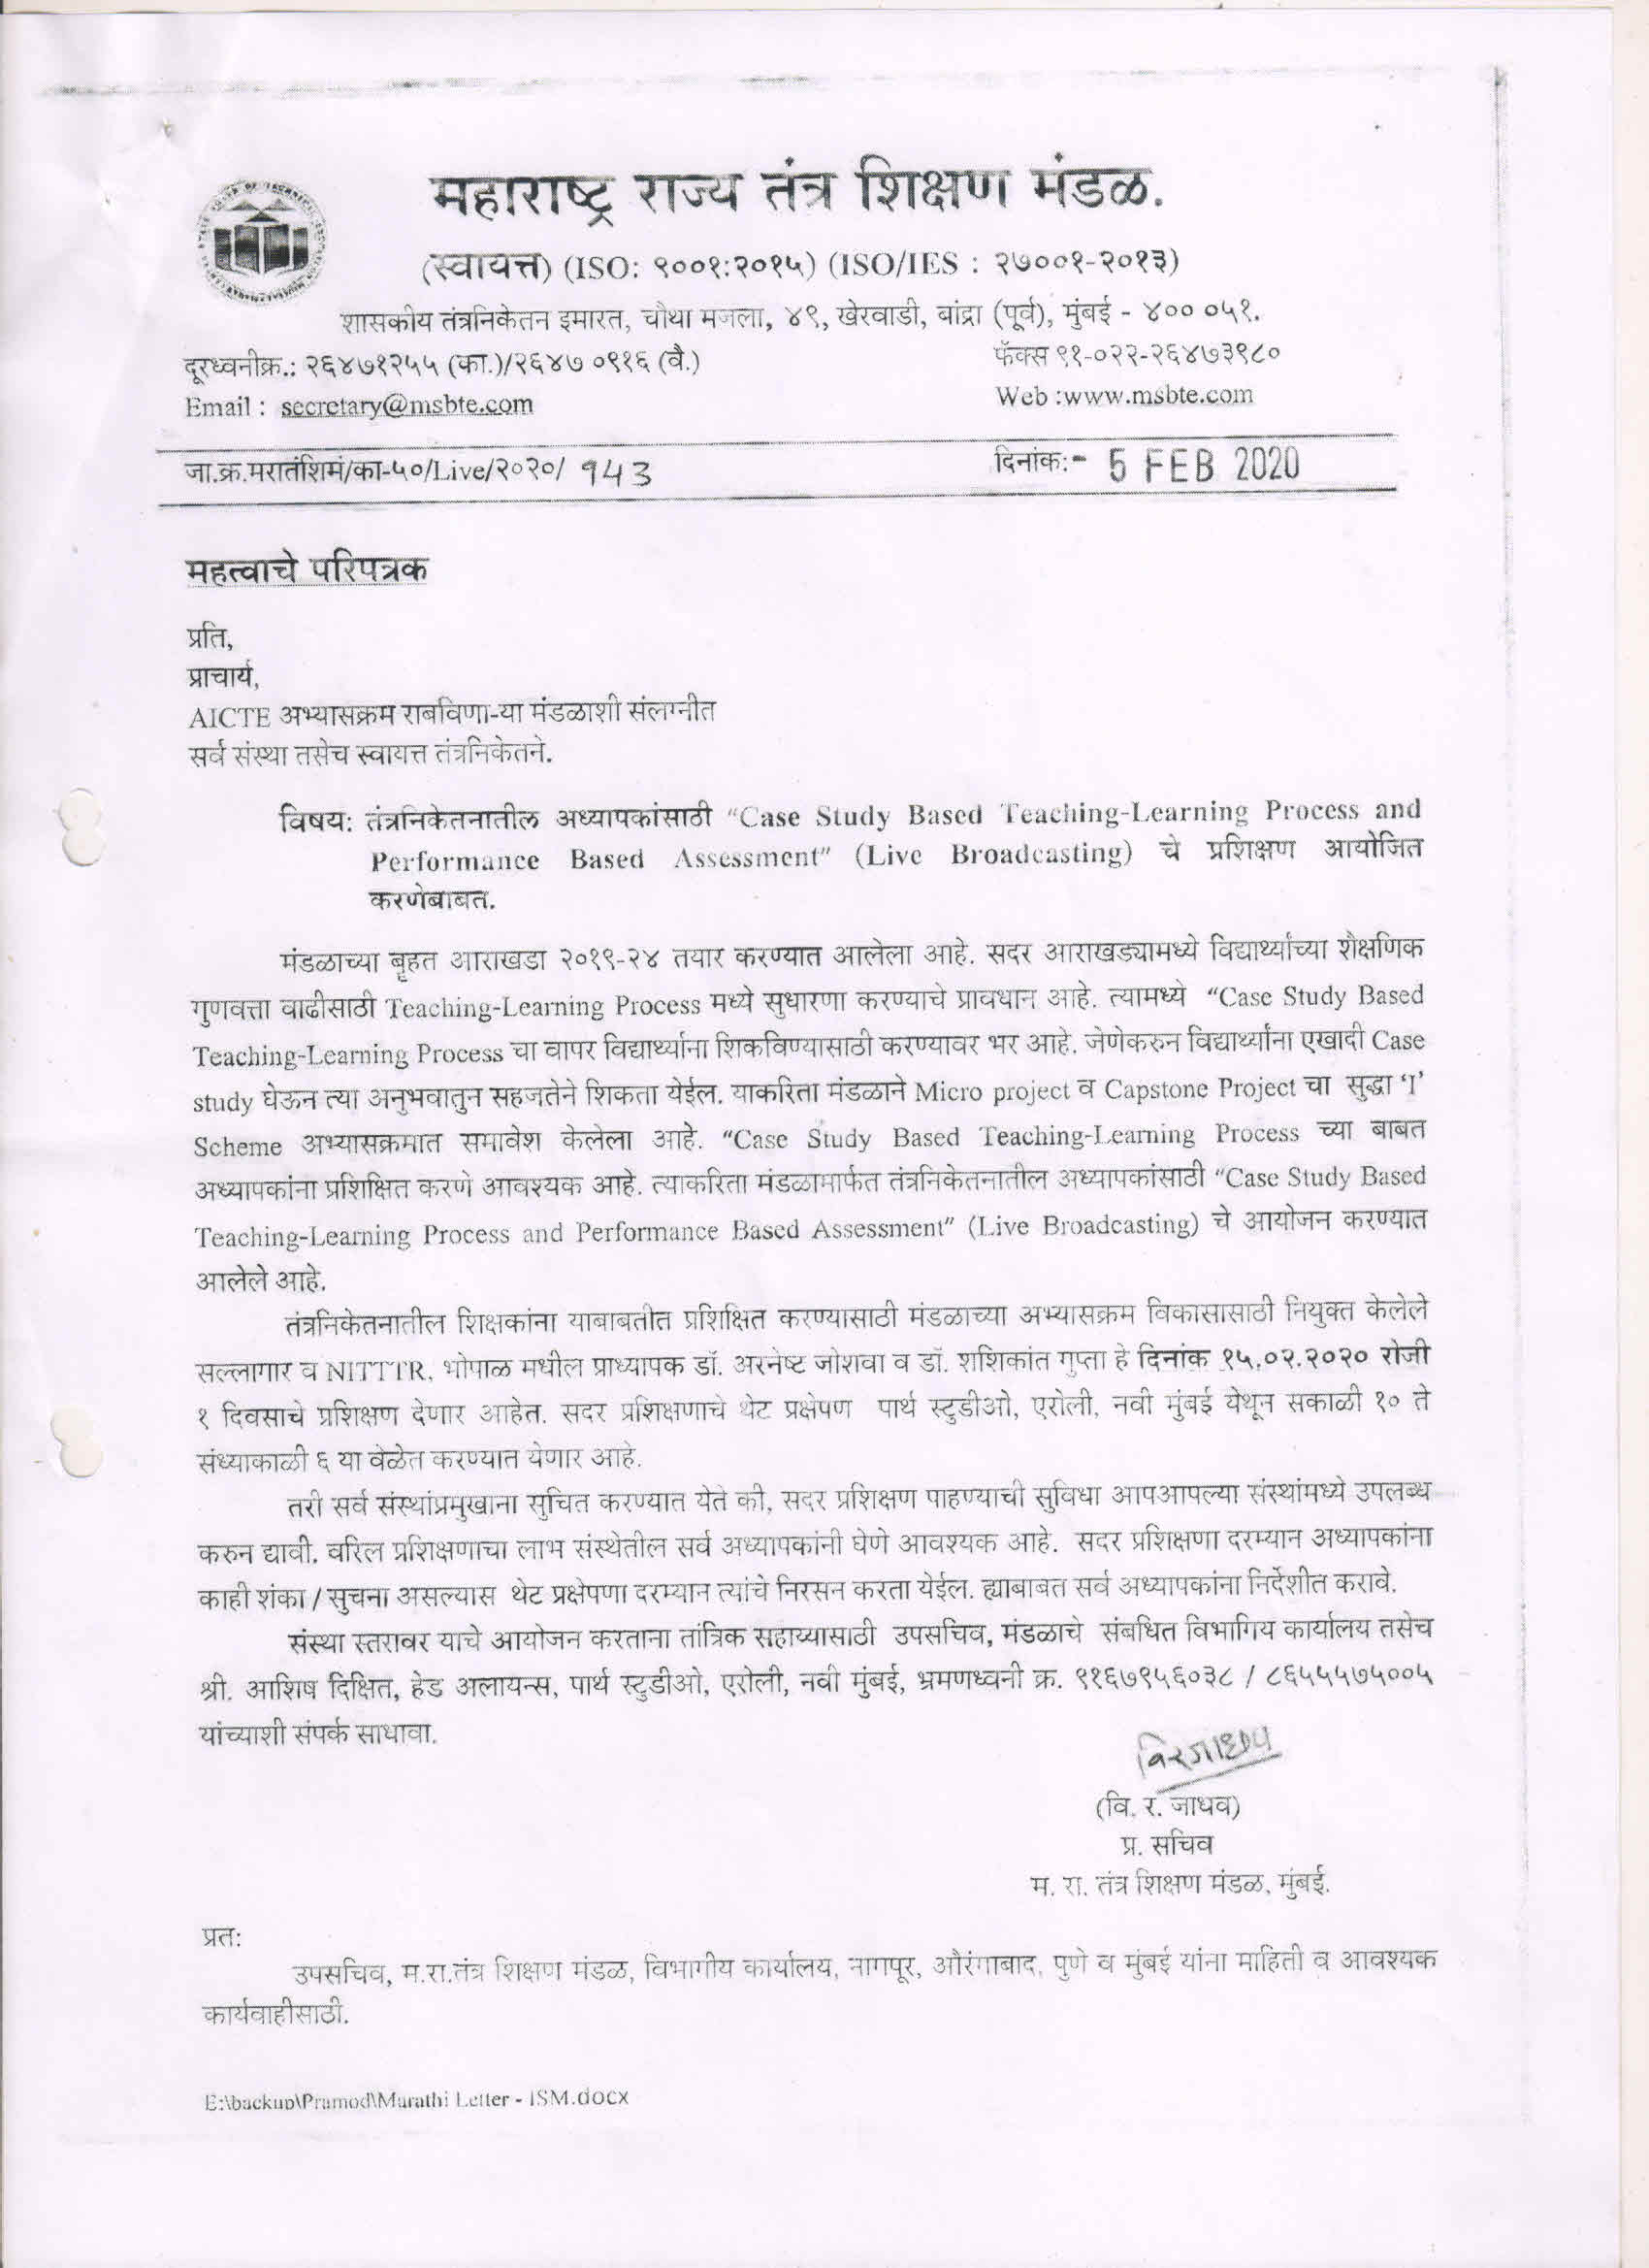 महाराष्ट्र राज्य तंत्र शिक्षण मंडळ.
(स्वायत्त) (ISO: ९००१:२०१५) (ISO/IES : २७००१-२०१३)
शासकीय तंत्रनिकेतन इमारत, चौथा मजला, ४९, खेरवाडी, बांद्रा (पूर्व), मुंबई - ४०० ०५१.
दूरध्वनीक्र.: २६४७१२५५ (का.)/२६४७ ०९१६ (वै.) फॅक्स ९१-०२२-२६४७३९८०
Email : secretary@msbte.com Web :www.msbte.com
जा.क्र.मरातंशिमं/का-५०/Live/२०२०/ 943 दिनांक:- 5 FEB 2020
महत्वाचे परिपत्रक
प्रति,
प्राचार्य,
AICTE अभ्यासक्रम राबविणा-या मंडळाशी संलग्नीत
सर्व संस्था तसेच स्वायत्त तंत्रनिकेतने.
विषय: तंत्रनिकेतनातील अध्यापकांसाठी “Case Study Based Teaching-Learning Process and
Performance Based Assessment” (Live Broadcasting) चे प्रशिक्षण आयोजित
करणेबाबत.
मंडळाच्या बृहत आराखडा २०१९-२४ तयार करण्यात आलेला आहे. सदर आराखड्यामध्ये विद्यार्थ्यांच्या शैक्षणिक
गुणवत्ता वाढीसाठी Teaching-Learning Process मध्ये सुधारणा करण्याचे प्रावधान आहे. त्यामध्ये “Case Study Based
Teaching-Learning Process चा वापर विद्यार्थ्यांना शिकविण्यासाठी करण्यावर भर आहे. जेणेकरुन विद्यार्थ्यांना एखादी Case
study घेऊन त्या अनुभवातुन सहजतेने शिकता येईल. याकरिता मंडळाने Micro project व Capstone Project चा सुद्धा ‘I’
Scheme अभ्यासक्रमात समावेश केलेला आहे. “Case Study Based Teaching-Learning Process च्या बाबत
अध्यापकांना प्रशिक्षित करणे आवश्यक आहे. त्याकरिता मंडळामार्फत तंत्रनिकेतनातील अध्यापकांसाठी “Case Study Based
Teaching-Learning Process and Performance Based Assessment” (Live Broadcasting) चे आयोजन करण्यात
आलेले आहे.
तंत्रनिकेतनातील शिक्षकांना याबाबतीत प्रशिक्षित करण्यासाठी मंडळाच्या अभ्यासक्रम विकासासाठी नियुक्त केलेले
सल्लागार व NITTTR, भोपाळ मधील प्राध्यापक डॉ. अरनेष्ट जोशवा व डॉ. शशिकांत गुप्ता हे दिनांक १५.०२.२०२० रोजी
१ दिवसाचे प्रशिक्षण देणार आहेत. सदर प्रशिक्षणाचे थेट प्रक्षेपण पार्थ स्टुडीओ, एरोली, नवी मुंबई येथून सकाळी १० ते
संध्याकाळी ६ या वेळेत करण्यात येणार आहे.
तरी सर्व संस्थांप्रमुखाना सुचित करण्यात येते की, सदर प्रशिक्षण पाहण्याची सुविधा आपआपल्या संस्थांमध्ये उपलब्ध
करुन द्यावी. वरिल प्रशिक्षणाचा लाभ संस्थेतील सर्व अध्यापकांनी घेणे आवश्यक आहे. सदर प्रशिक्षणा दरम्यान अध्यापकांना
काही शंका / सुचना असल्यास थेट प्रक्षेपणा दरम्यान त्यांचे निरसन करता येईल. ह्याबाबत सर्व अध्यापकांना निर्देशीत करावे.
संस्था स्तरावर याचे आयोजन करताना तांत्रिक सहाय्यासाठी उपसचिव, मंडळाचे संबधित विभागिय कार्यालय तसेच
श्री. आशिष दिक्षित, हेड अलायन्स, पार्थ स्टुडीओ, एरोली, नवी मुंबई, भ्रमणध्वनी क्र. ९१६७९५६०३८ / ८६५५५७५००५
यांच्याशी संपर्क साधावा.
(वि. र. जाधव)
प्र. सचिव
म. रा. तंत्र शिक्षण मंडळ, मुंबई.
प्रत:
उपसचिव, म.रा.तंत्र शिक्षण मंडळ, विभागीय कार्यालय, नागपूर, औरंगाबाद, पुणे व मुंबई यांना माहिती व आवश्यक
कार्यवाहीसाठी.
E:\backup\Pramod\Marathi Letter - ISM.docx